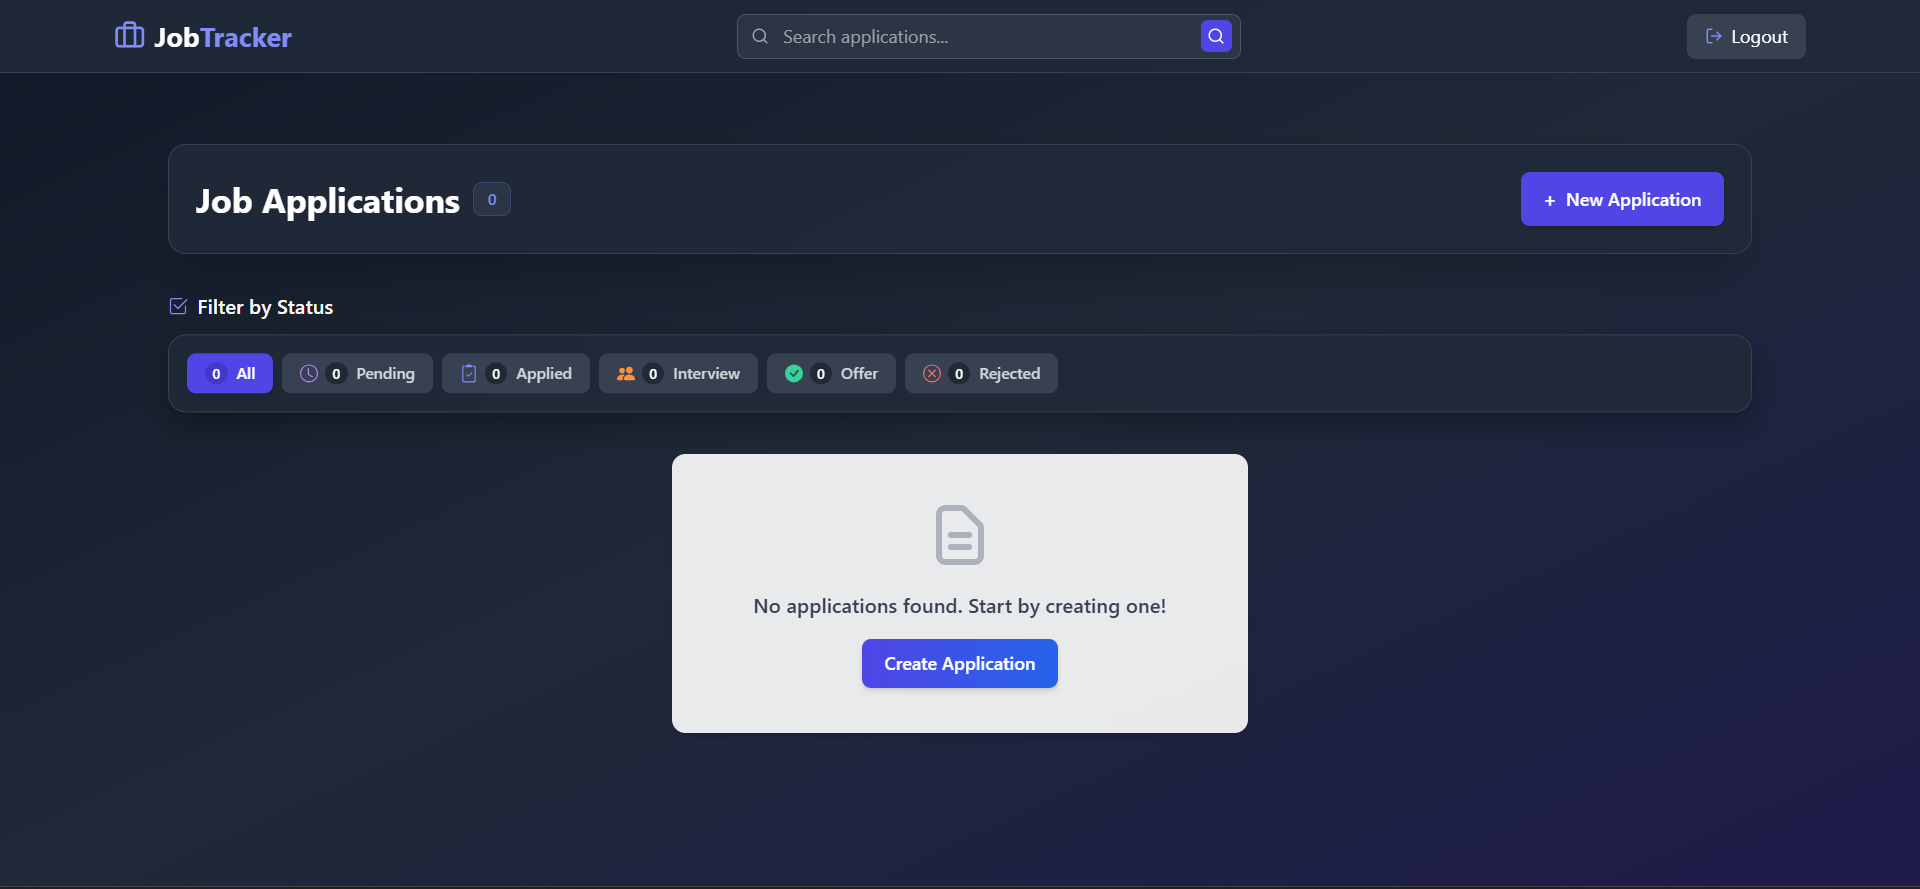 JobTracker
Search applications...
Logout
Job Applications 0
+ New Application
Filter by Status
0 All
0 Pending
0 Applied
0 Interview
0 Offer
0 Rejected
No applications found. Start by creating one!
Create Application